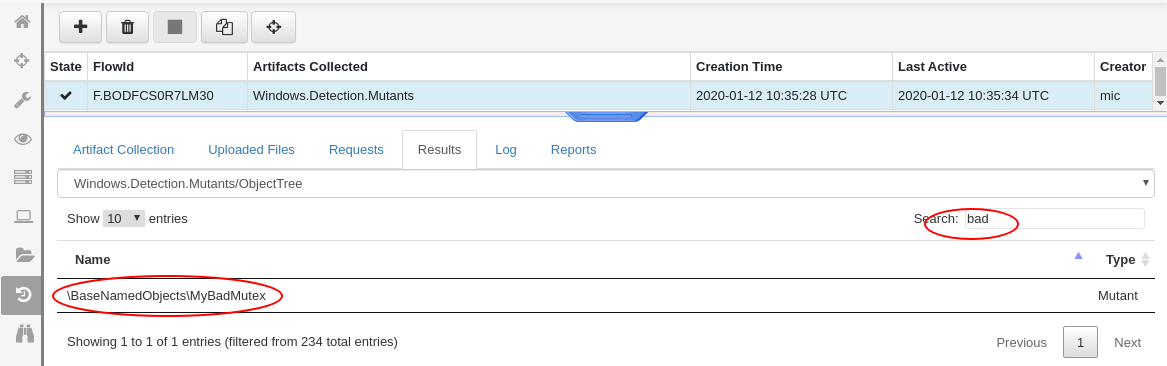 State FlowId Artifacts Collected Creation Time Last Active Creator
F.BODFCS0R7LM30 Windows.Detection.Mutants 2020-01-12 10:35:28 UTC 2020-01-12 10:35:34 UTC mic
Artifact Collection Uploaded Files Requests Results Log Reports
Windows.Detection.Mutants/ObjectTree
Show 10 entries Search: bad
Name Type
\BaseNamedObjects\MyBadMutex Mutant
Showing 1 to 1 of 1 entries (filtered from 234 total entries) Previous 1 Next